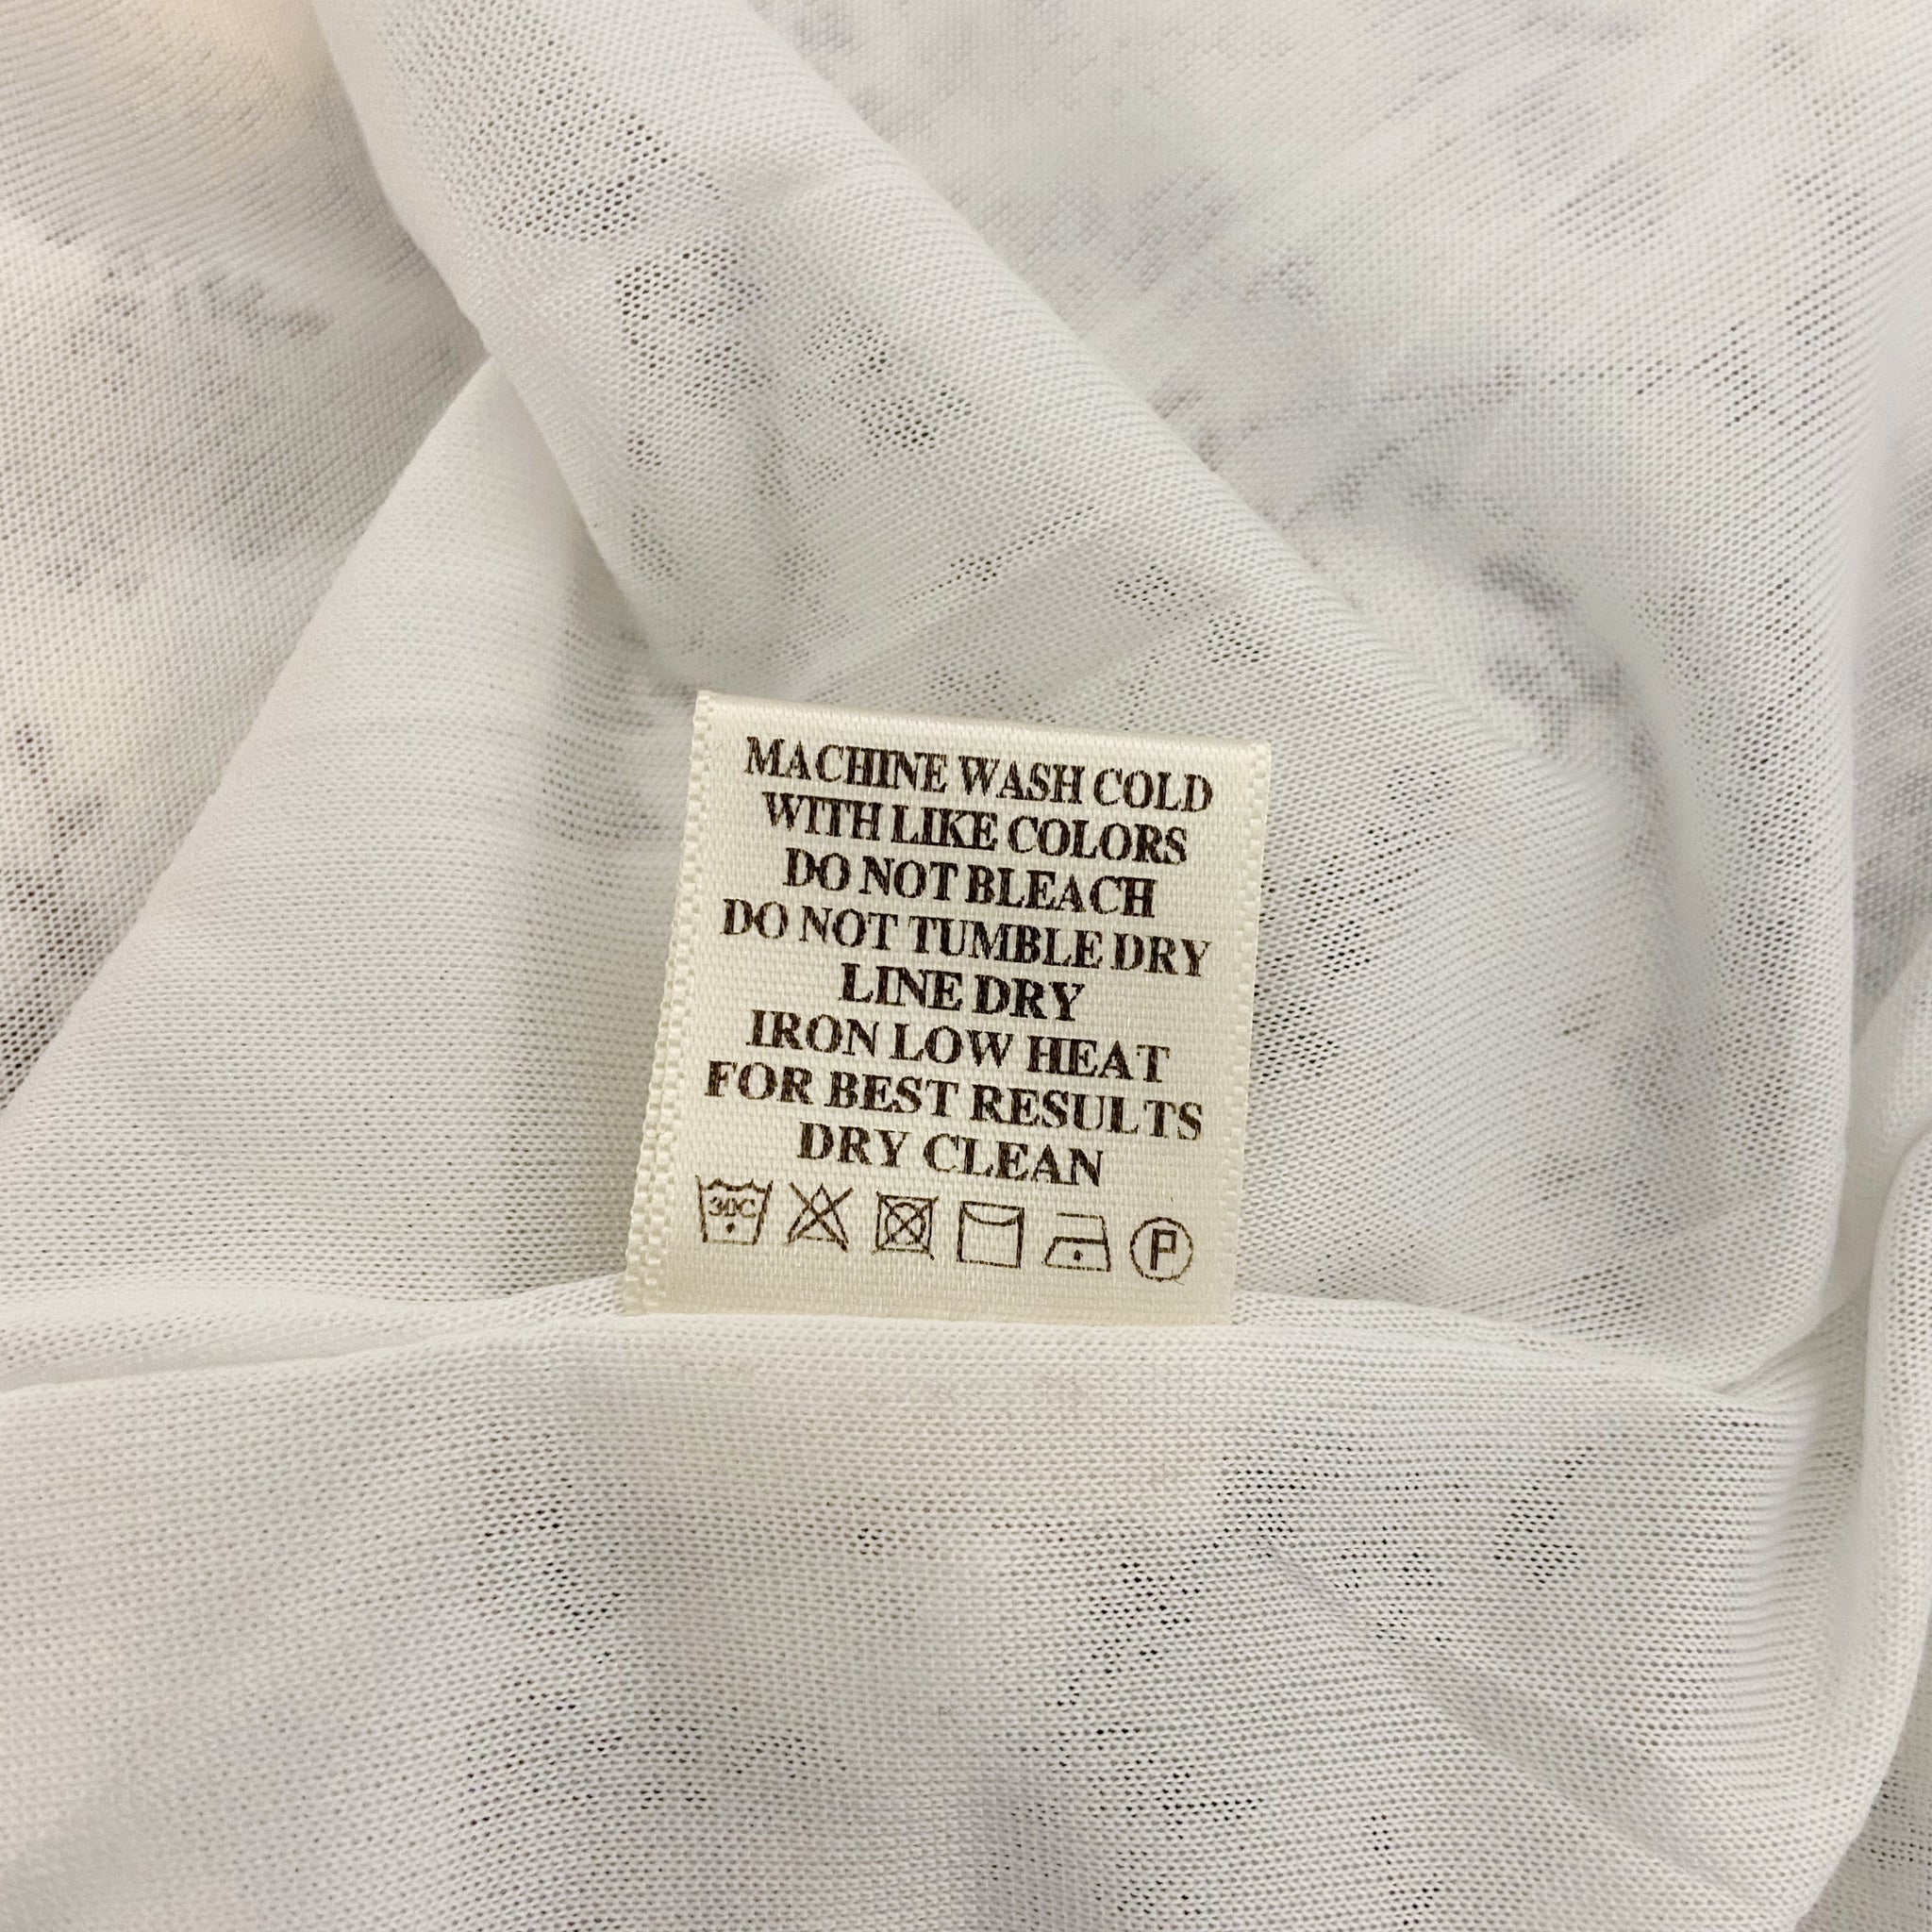 MACHINE WASH COLD
WITH LIKE COLORS
DO NOT BLEACH
DO NOT TUMBLE DRY
LINE DRY
IRON LOW HEAT
FOR BEST RESULTS
DRY CLEAN
30C P